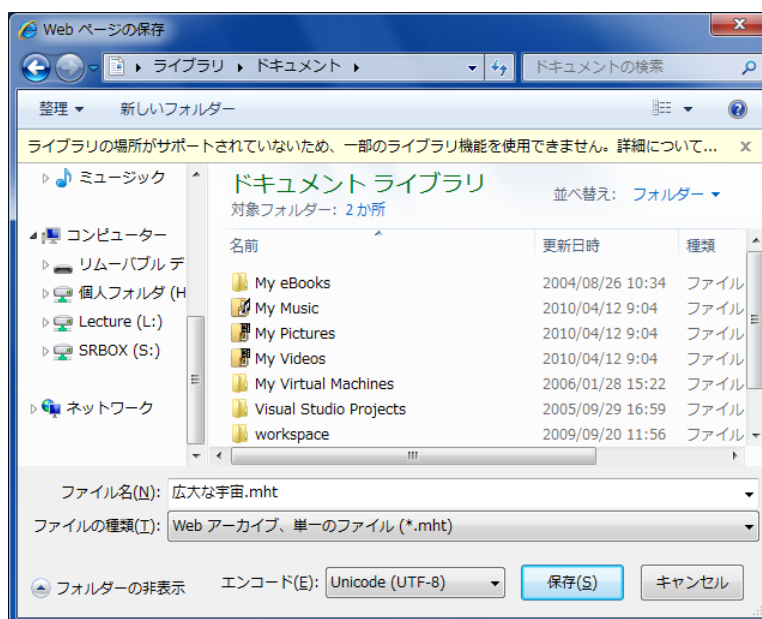 Web ページの保存
ライブラリ ドキュメント
ドキュメントの検索
整理 新しいフォルダー
ライブラリの場所がサポートされていないため、一部のライブラリ機能を使用できません。詳細について...
ミュージック
コンピューター
リムーバブル デ
個人フォルダ (H
Lecture (L:)
SRBOX (S:)
ネットワーク
ドキュメント ライブラリ
対象フォルダー: 2 か所
並べ替え: フォルダー
名前 更新日時 種類
My eBooks 2004/08/26 10:34 ファイル
My Music 2010/04/12 9:04 ファイル
My Pictures 2010/04/12 9:04 ファイル
My Videos 2010/04/12 9:04 ファイル
My Virtual Machines 2006/01/28 15:22 ファイル
Visual Studio Projects 2005/09/29 16:59 ファイル
workspace 2009/09/20 11:56 ファイル
ファイル名(N): 広大な宇宙.mht
ファイルの種類(T): Web アーカイブ、単一のファイル (*.mht)
フォルダーの非表示 エンコード(E): Unicode (UTF-8) 保存(S) キャンセル